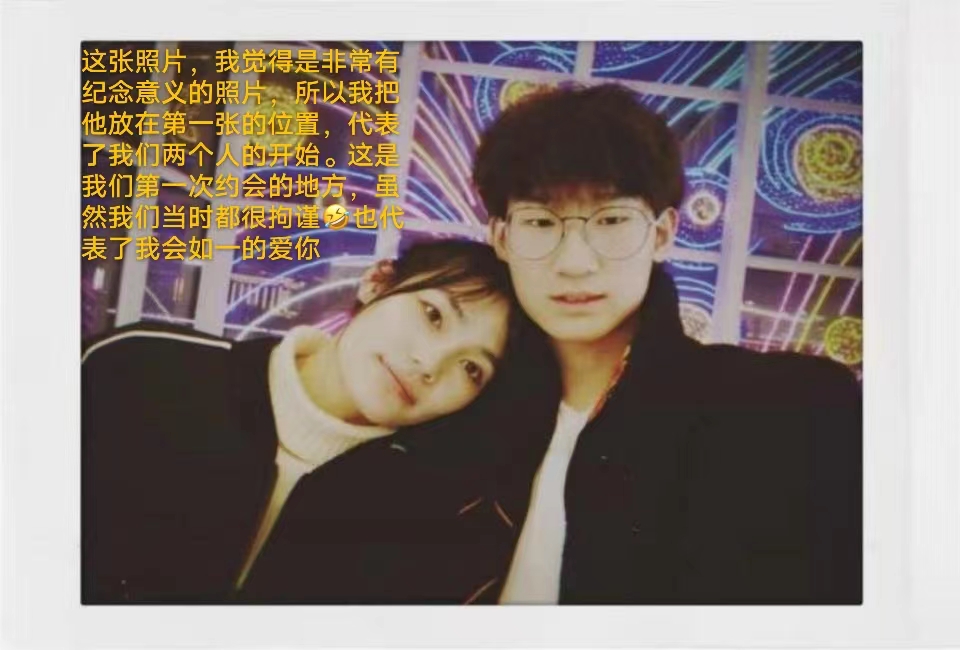 这张照片，我觉得是非常有
纪念意义的照片，所以我把
他放在第一张的位置，代表
了我们两个人的开始。这是
我们第一次约会的地方，虽
然我们当时都很拘谨🤣也代
表了我会如一的爱你